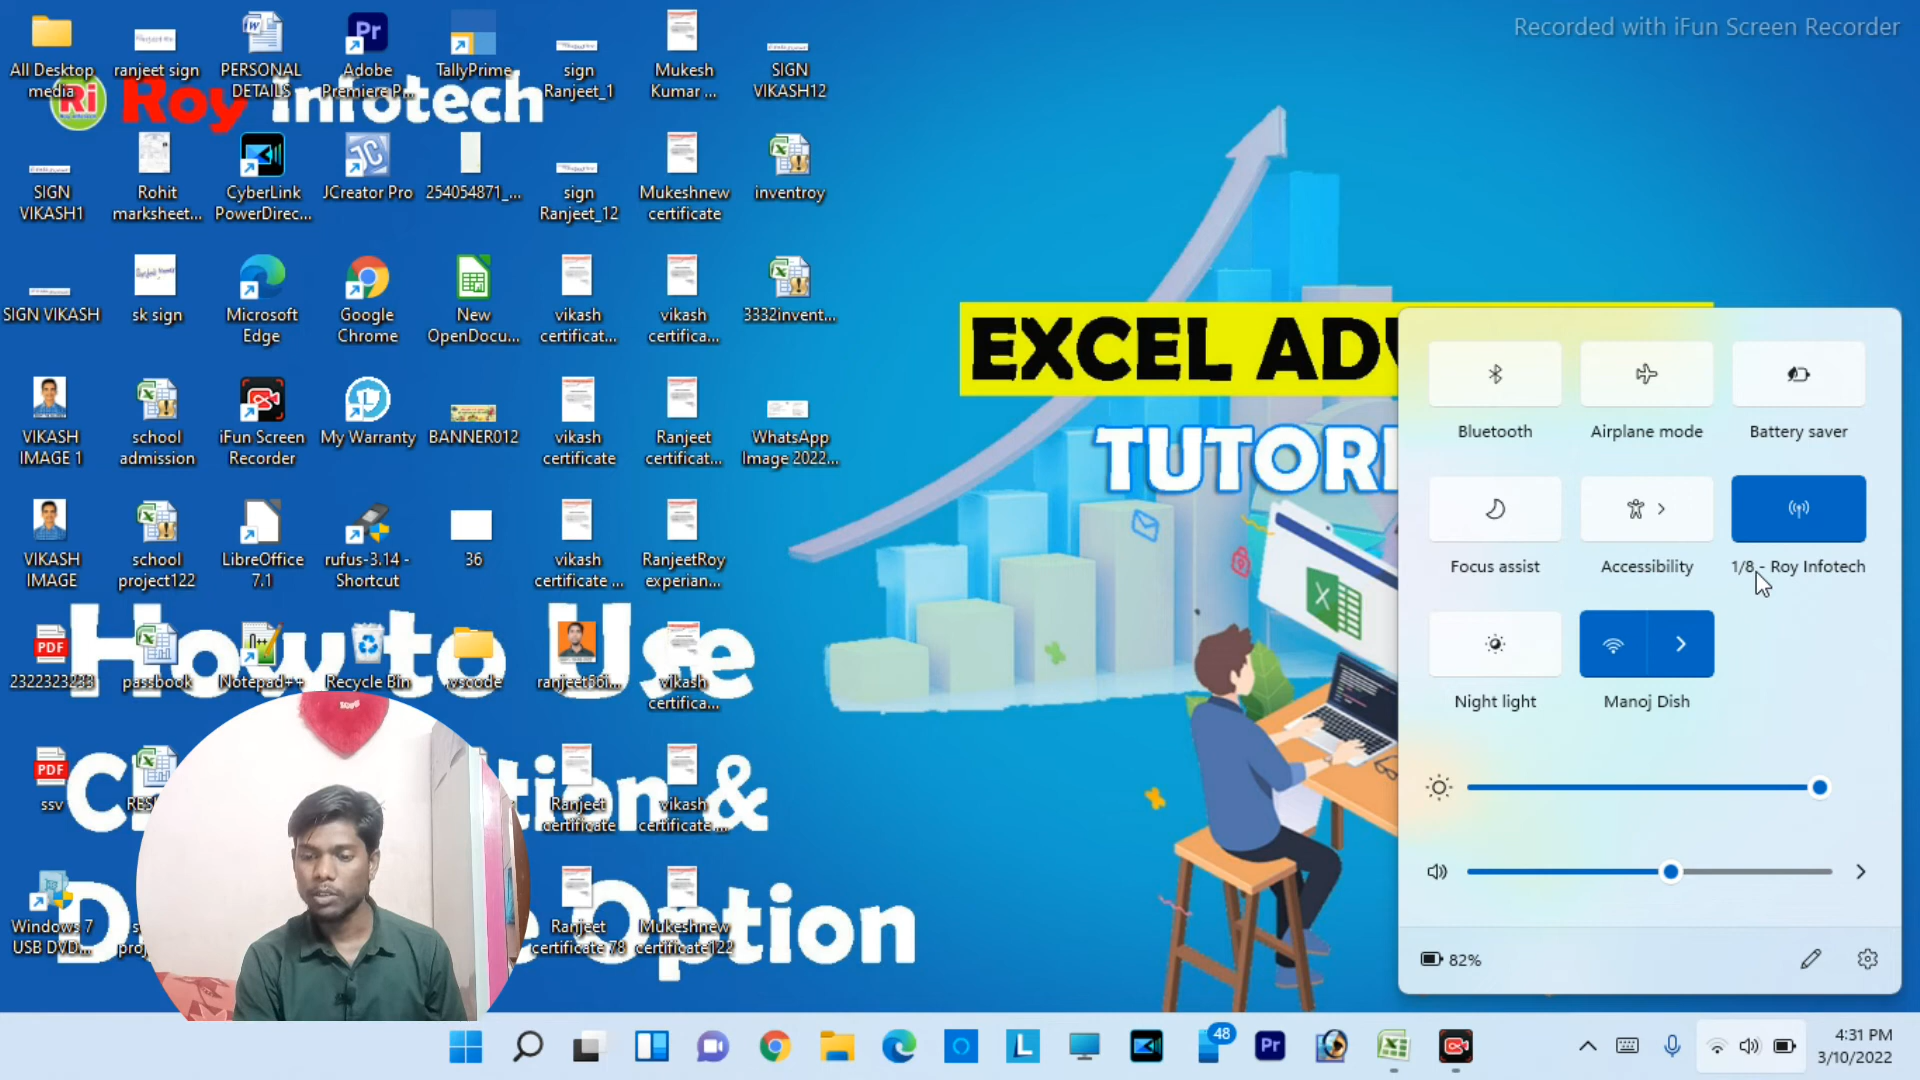 Recorded with iFun Screen Recorder
Ri Roy Infotech
All Desktop
media
ranjeet sign
PERSONAL
DETAILS
Adobe
Premiere P...
TallyPrime
sign
Ranjeet_1
Mukesh
Kumar ...
SIGN
VIKASH12
SIGN
VIKASH1
Rohit
marksheet...
CyberLink
PowerDirec...
JCreator Pro
254054871_...
sign
Ranjeet_12
Mukeshnew
certificate
inventroy
SIGN VIKASH
sk sign
Microsoft
Edge
Google
Chrome
New
OpenDocu...
vikash
certificat...
vikash
certifica...
3332invent...
VIKASH
IMAGE 1
school
admission
iFun Screen
Recorder
My Warranty
BANNER012
vikash
certificate
Ranjeet
certificat...
WhatsApp
Image 2022...
VIKASH
IMAGE
school
project122
LibreOffice
7.1
rufus-3.14 -
Shortcut
36
vikash
certificate ...
RanjeetRoy
experian...
2322323233
passbook
Notepad++
Recycle Bin
vscode
ranjeet66i...
vikash
certifica...
ssv
Ranjeet
certificate
vikash
certificate ...
Windows 7
USB DVD...
Ranjeet
certificate 78
Mukeshnew
certificate122
EXCEL
TUTOR
How to Use
tion &
Option
Bluetooth
Airplane mode
Battery saver
Focus assist
Accessibility
1/8 - Roy Infotech
Night light
Manoj Dish
82%
48
4:31 PM
3/10/2022